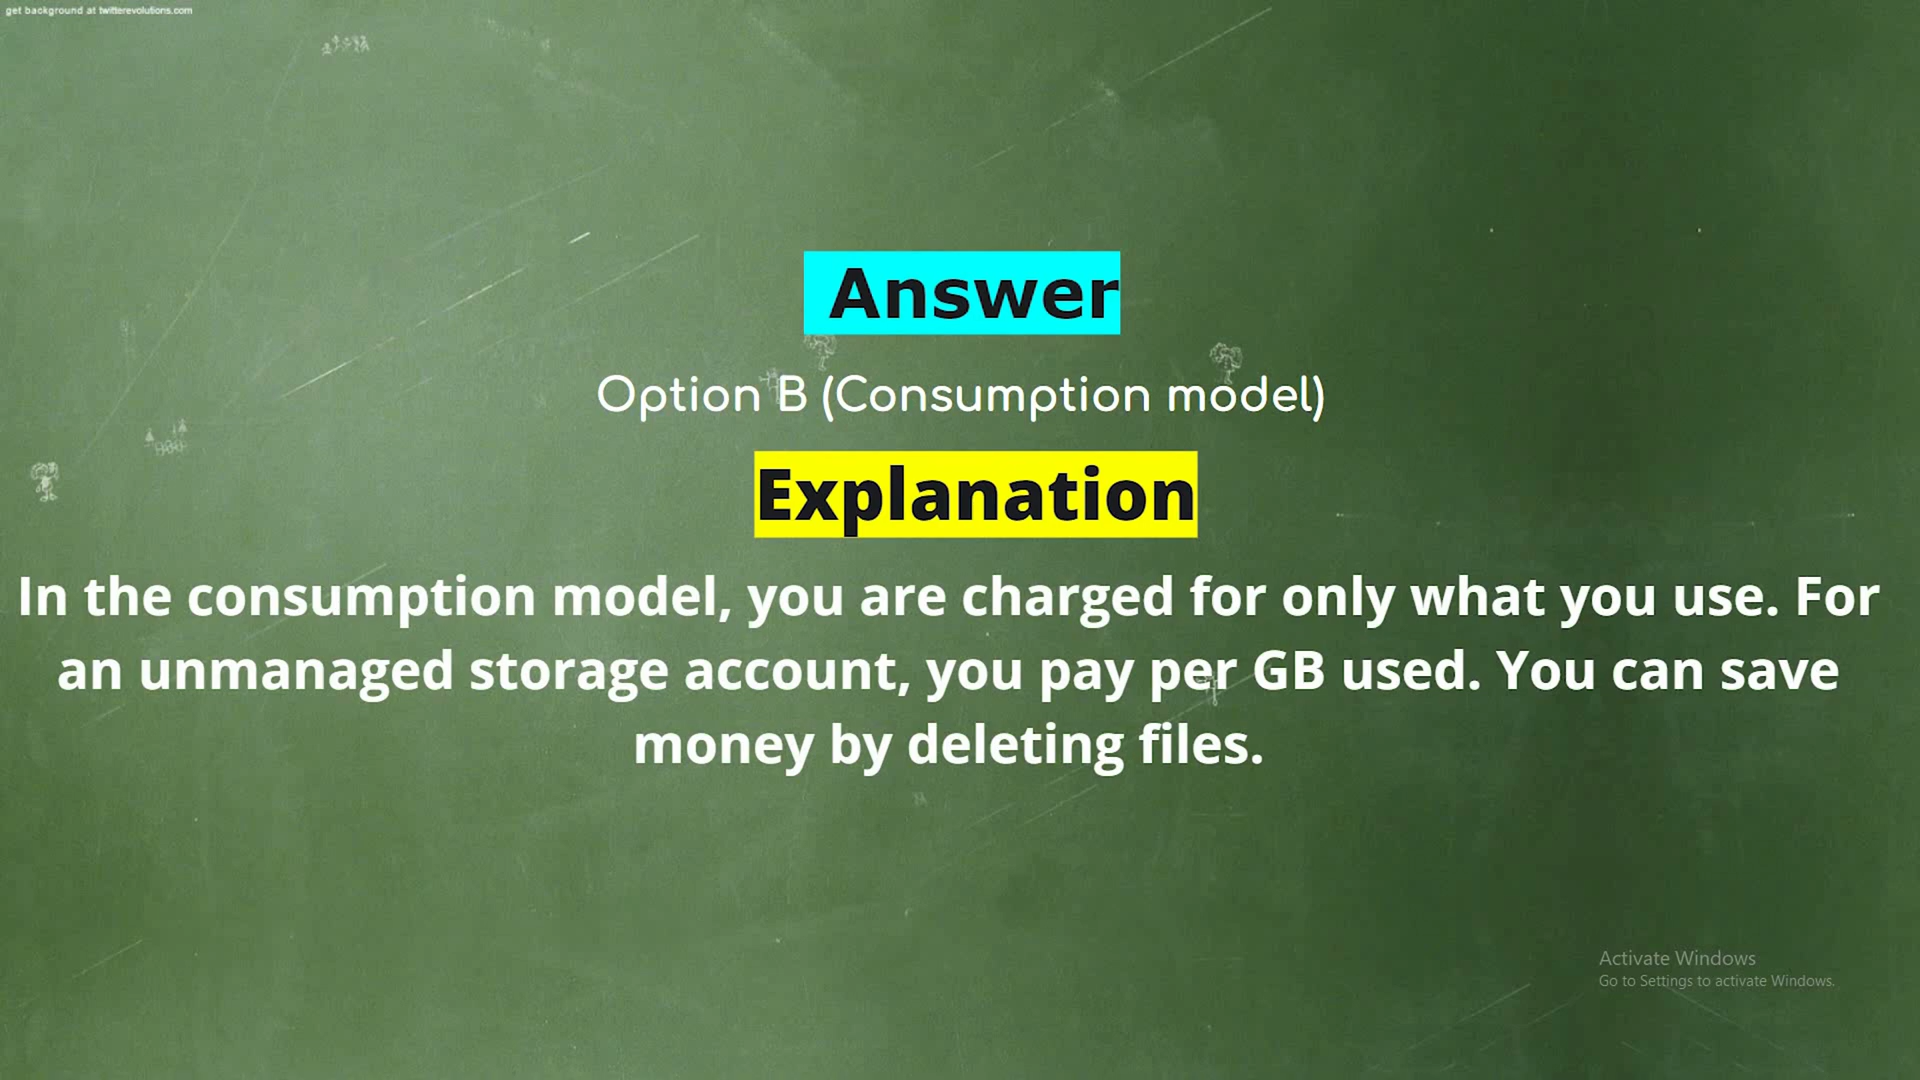 get background at twitterevolutions.com
Answer
Option B (Consumption model)
Explanation
In the consumption model, you are charged for only what you use. For
an unmanaged storage account, you pay per GB used. You can save
money by deleting files.
Activate Windows
Go to Settings to activate Windows.